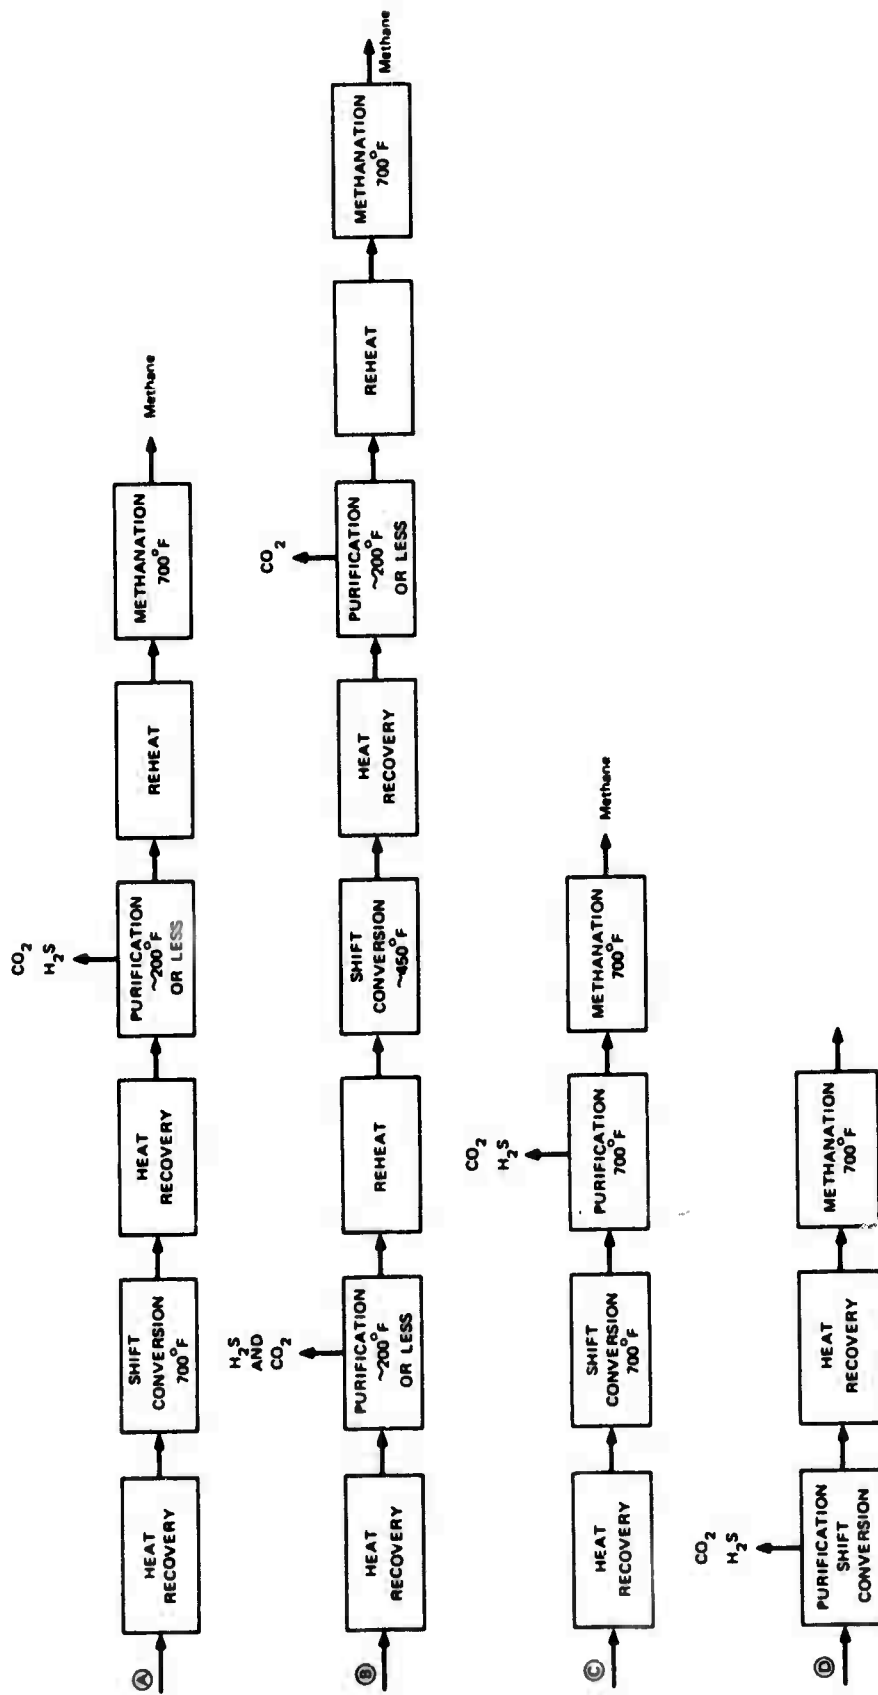 A
HEAT
RECOVERY
SHIFT
CONVERSION
700°F
HEAT
RECOVERY
CO2
H2S
PURIFICATION
~200°F
OR LESS
REHEAT
METHANATION
700°F
Methane
B
HEAT
RECOVERY
H2S
AND
CO2
PURIFICATION
~200°F
OR LESS
REHEAT
SHIFT
CONVERSION
~450°F
HEAT
RECOVERY
CO2
PURIFICATION
~200°F
OR LESS
REHEAT
METHANATION
700°F
Methane
C
HEAT
RECOVERY
SHIFT
CONVERSION
700°F
CO2
H2S
PURIFICATION
700°F
METHANATION
700°F
Methane
D
CO2
H2S
PURIFICATION
SHIFT
CONVERSION
HEAT
RECOVERY
METHANATION
700°F